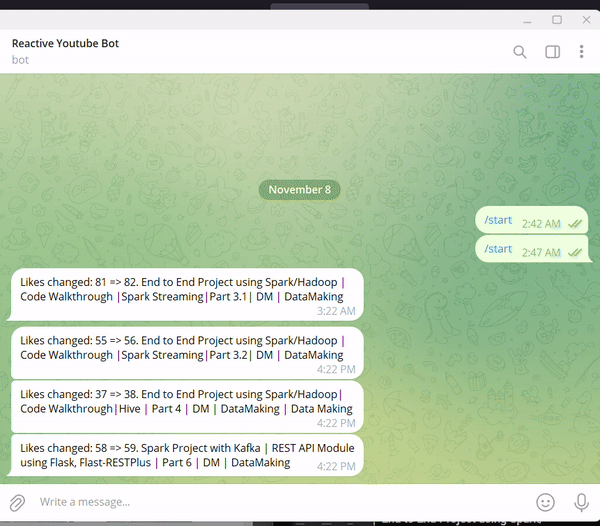 Reactive Youtube Bot
bot
November 8
/start 2:42 AM
/start 2:47 AM
Likes changed: 81 => 82. End to End Project using Spark/Hadoop |
Code Walkthrough |Spark Streaming|Part 3.1| DM | DataMaking
3:22 AM
Likes changed: 55 => 56. End to End Project using Spark/Hadoop |
Code Walkthrough |Spark Streaming|Part 3.2| DM | DataMaking
4:22 PM
Likes changed: 37 => 38. End to End Project using Spark/Hadoop|
Code Walkthrough|Hive | Part 4 | DM | DataMaking | Data Making
4:22 PM
Likes changed: 58 => 59. Spark Project with Kafka | REST API Module
using Flask, Flast-RESTPlus | Part 6 | DM | DataMaking
4:22 PM
Write a message...